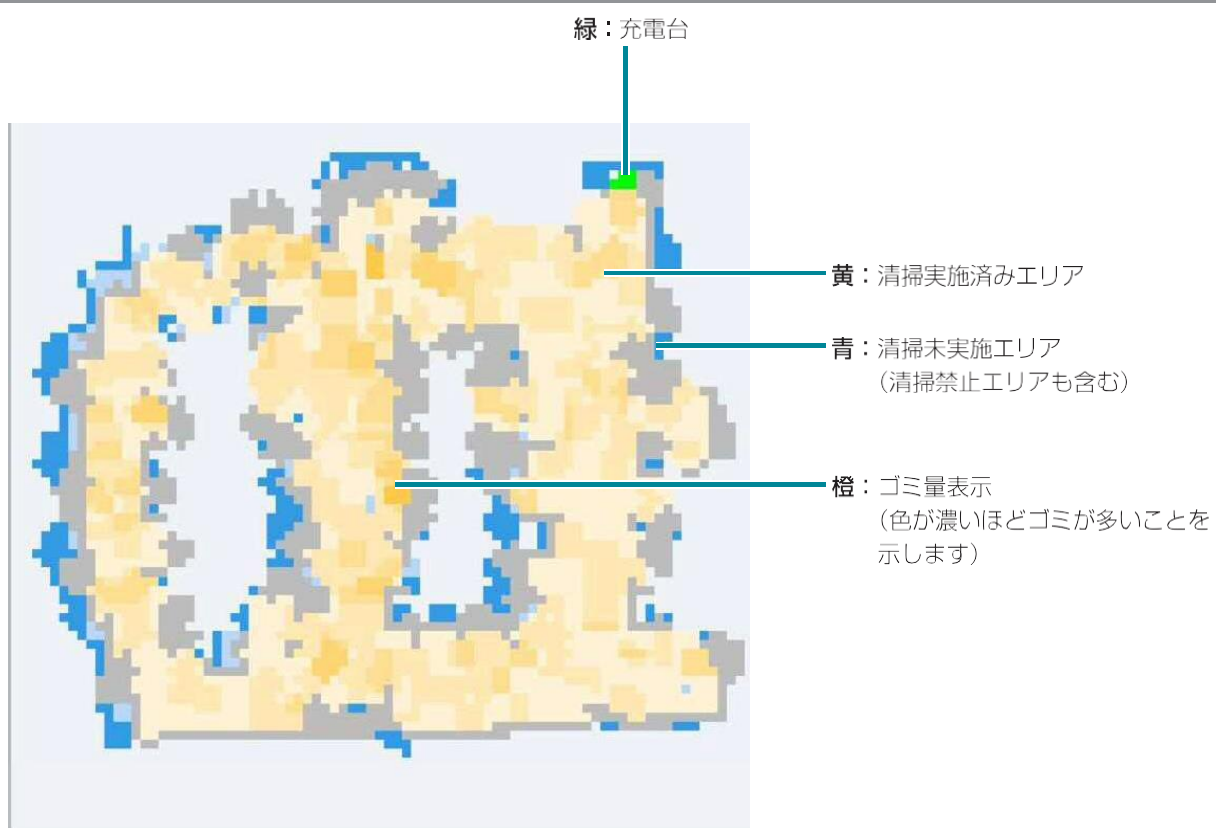 緑：充電台
黄：清掃実施済みエリア
青：清掃未実施エリア
（清掃禁止エリアも含む）
橙：ゴミ量表示
（色が濃いほどゴミが多いことを
示します）